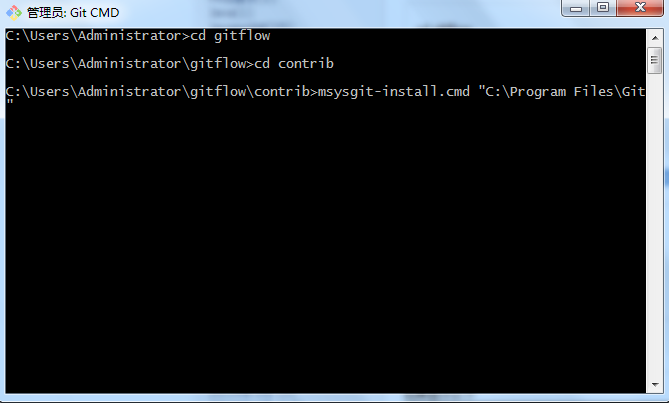 管理员: Git CMD
C:\Users\Administrator>cd gitflow
C:\Users\Administrator\gitflow>cd contrib
C:\Users\Administrator\gitflow\contrib>msysgit-install.cmd "C:\Program Files\Git
"